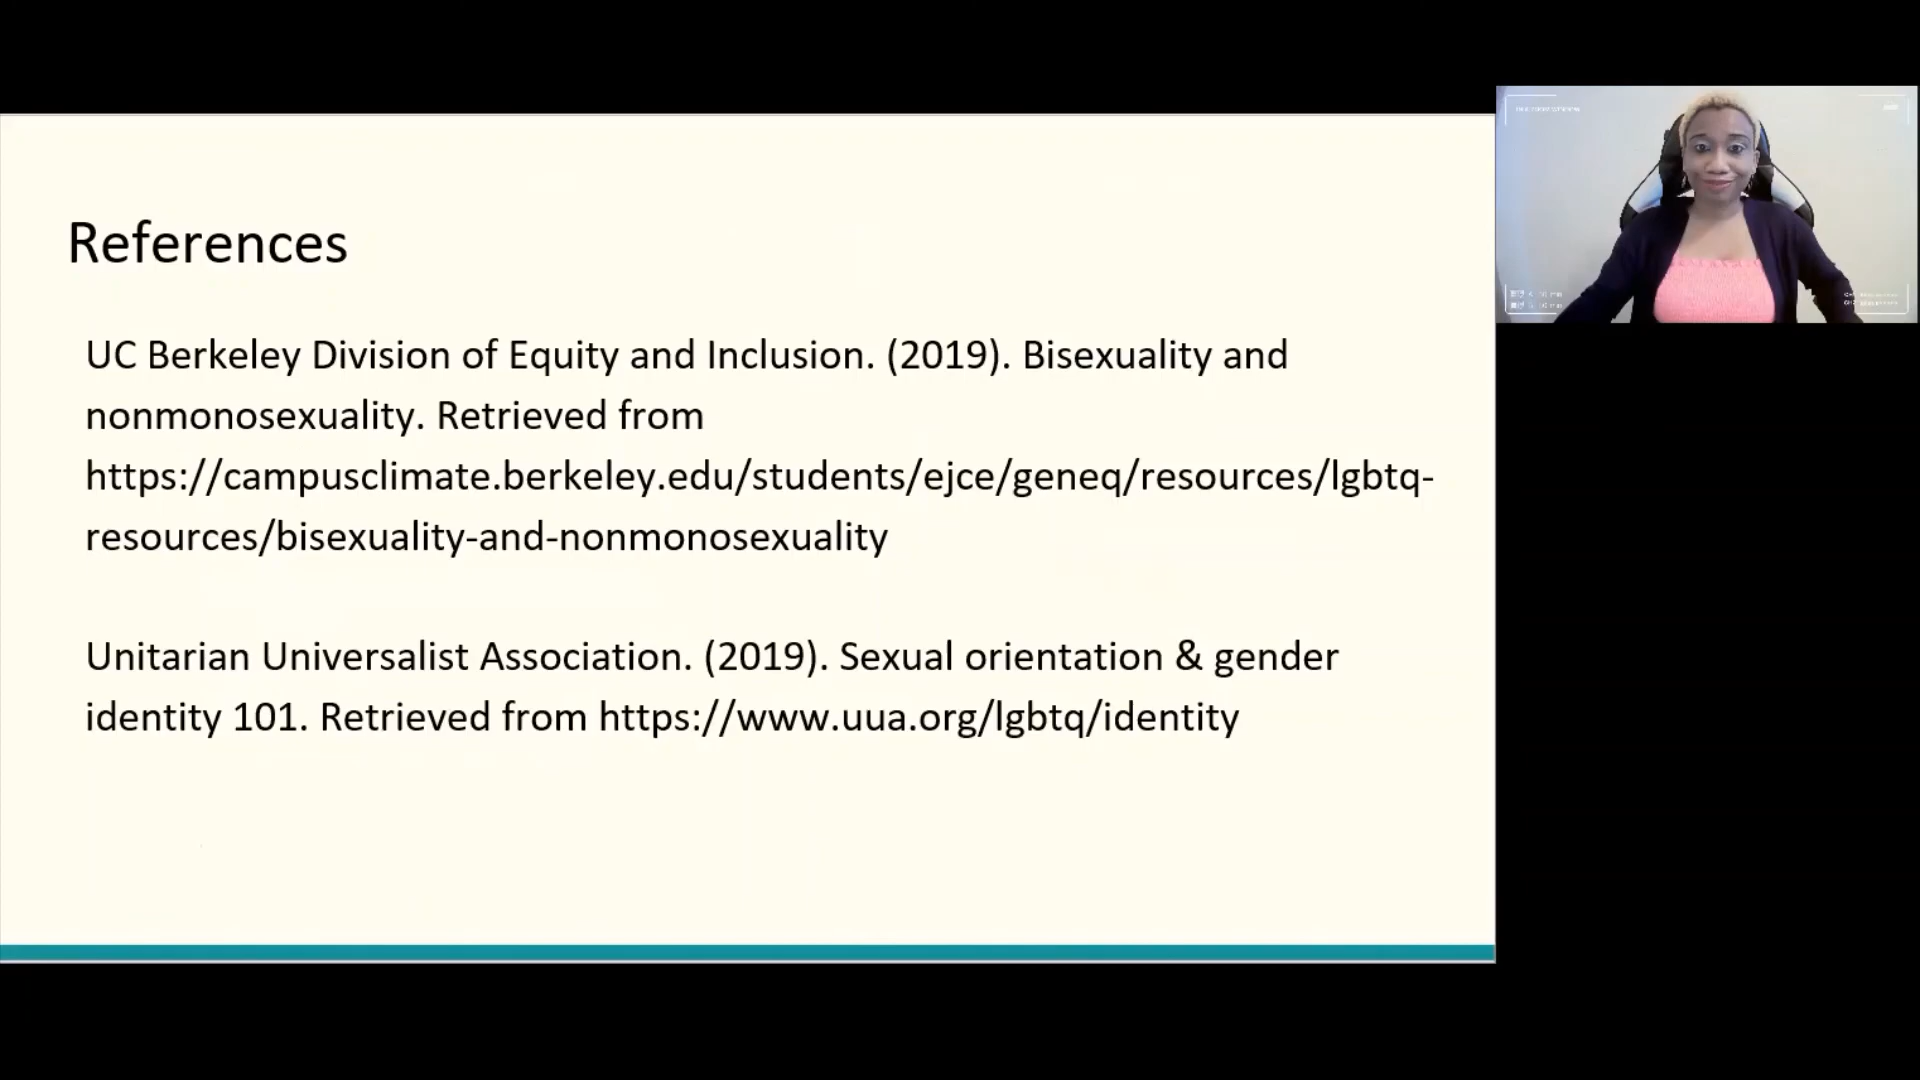 References
UC Berkeley Division of Equity and Inclusion. (2019). Bisexuality and
nonmonosexuality. Retrieved from
https://campusclimate.berkeley.edu/students/ejce/geneq/resources/lgbtq-
resources/bisexuality-and-nonmonosexuality
Unitarian Universalist Association. (2019). Sexual orientation & gender
identity 101. Retrieved from https://www.uua.org/lgbtq/identity